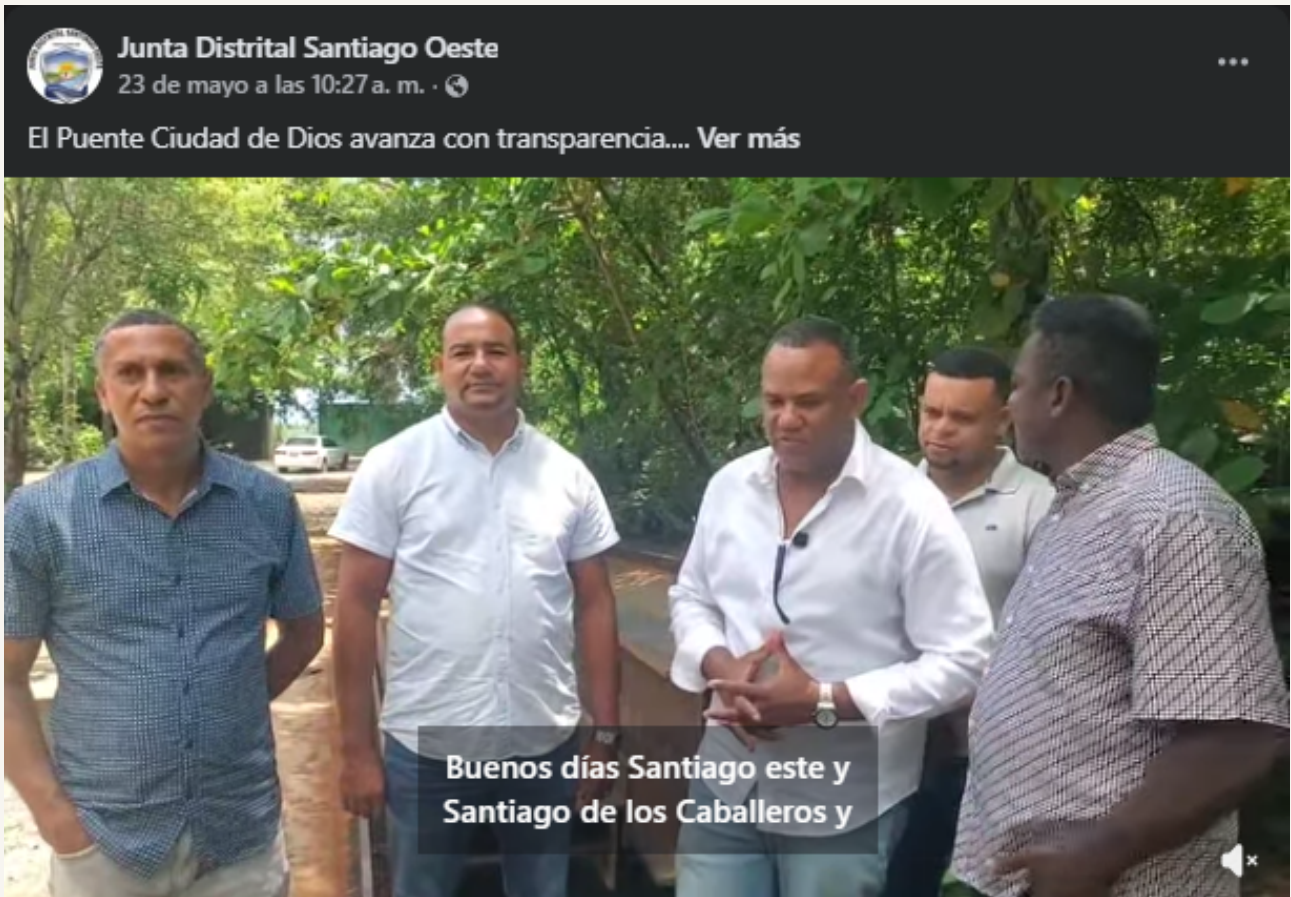 Junta Distrital Santiago Oeste
23 de mayo a las 10:27 a. m. ·
El Puente Ciudad de Dios avanza con transparencia.... Ver más
Buenos días Santiago este y
Santiago de los Caballeros y